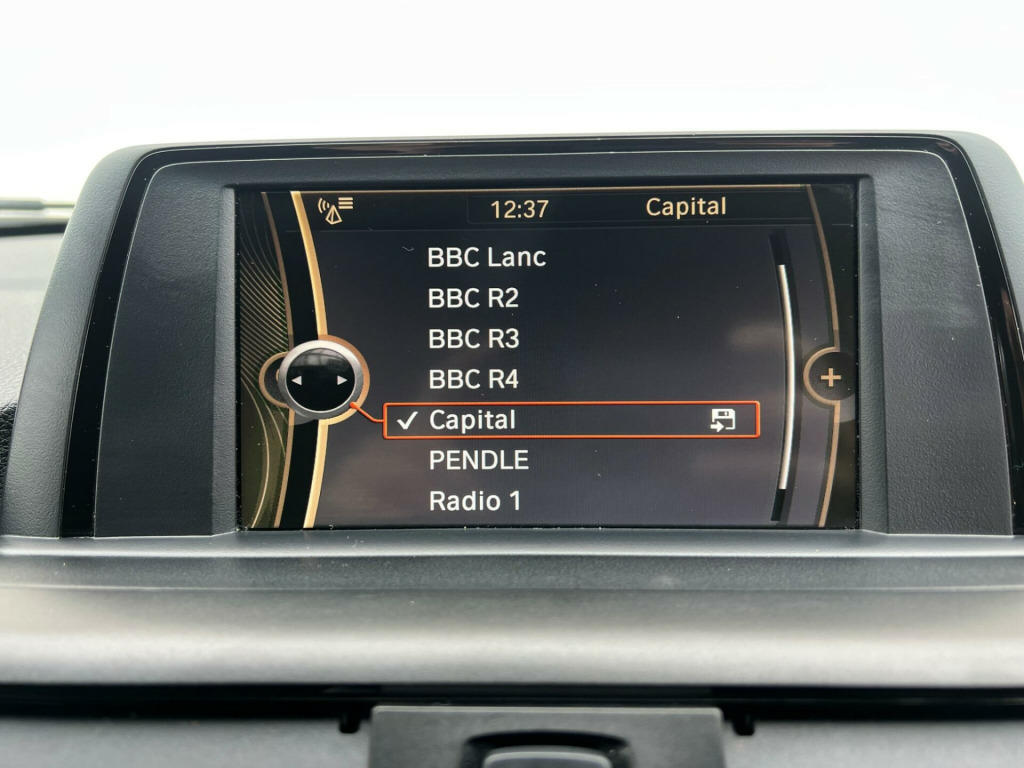 12:37 Capital
BBC Lanc
BBC R2
BBC R3
BBC R4
Capital
PENDLE
Radio 1